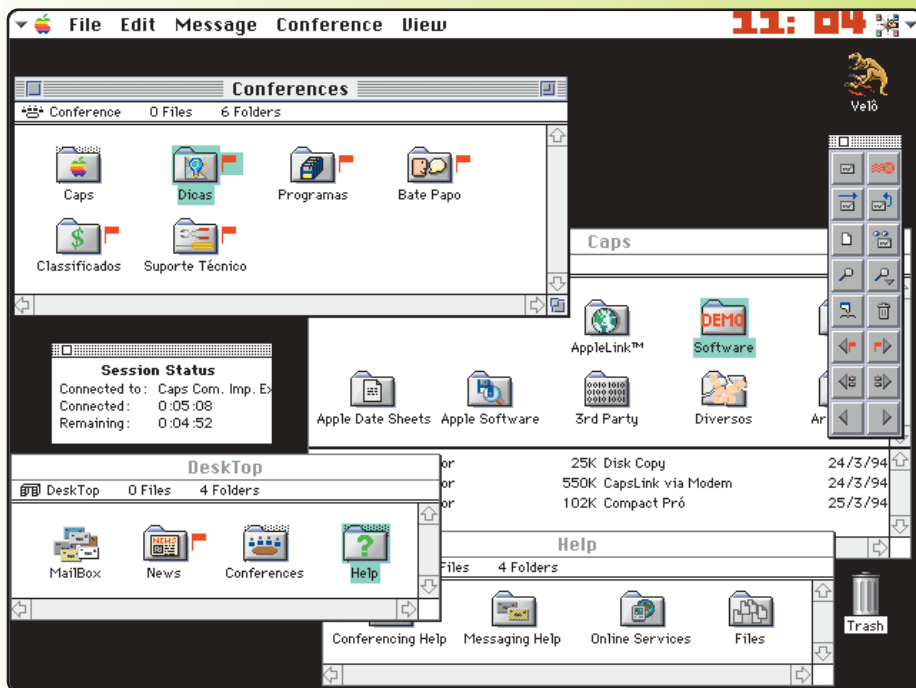 File Edit Message Conference View 11:04
Velô
Conferences
Conference 0 Files 6 Folders
Caps Dicas Programas Bate Papo
Classificados Suporte Técnico
Caps
AppleLink™ DEMO Software
Apple Date Sheets Apple Software 3rd Party Diversos Ar
Session Status
Connected to: Caps Com. Imp. Ex
Connected: 0:05:08
Remaining: 0:04:52
or 25K Disk Copy 24/3/94
or 550K CapsLink via Modem 24/3/94
102K Compact Pró 25/3/94
DeskTop
DeskTop 0 Files 4 Folders
NEWS
MailBox News Conferences Help
Help
Files 4 Folders
Conferencing Help Messaging Help Online Services Files
Trash